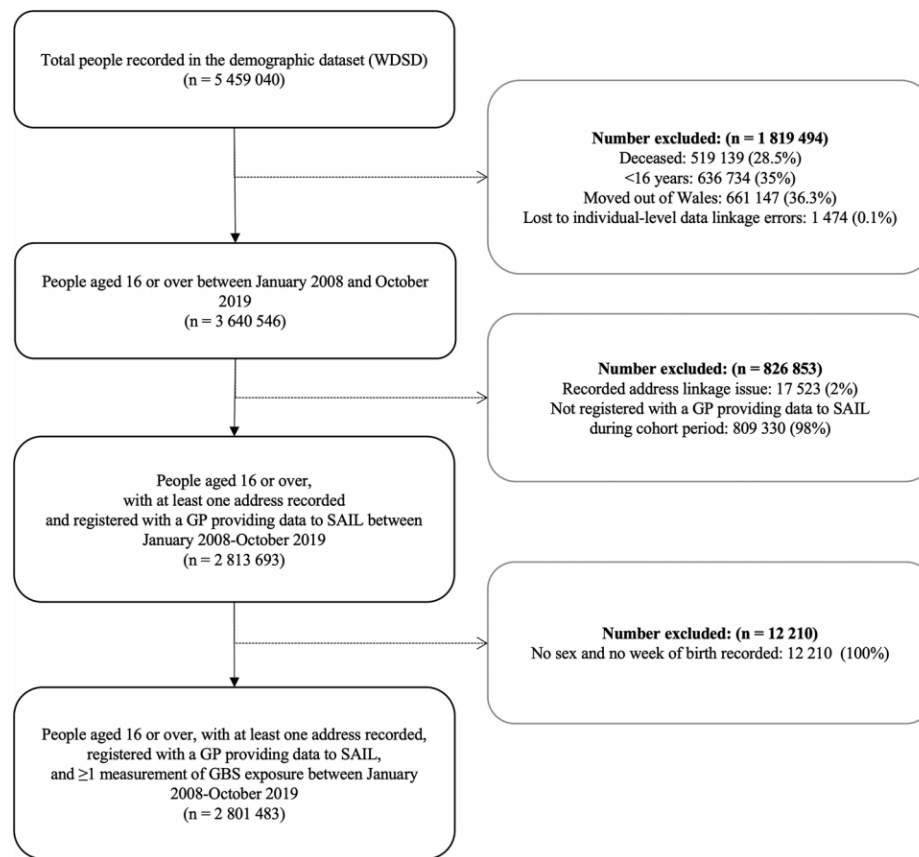 Total people recorded in the demographic dataset (WDSD)
(n = 5 459 040)
Number excluded: (n = 1 819 494)
Deceased: 519 139 (28.5%)
<16 years: 636 734 (35%)
Moved out of Wales: 661 147 (36.3%)
Lost to individual-level data linkage errors: 1 474 (0.1%)
People aged 16 or over between January 2008 and October
2019
(n = 3 640 546)
Number excluded: (n = 826 853)
Recorded address linkage issue: 17 523 (2%)
Not registered with a GP providing data to SAIL
during cohort period: 809 330 (98%)
People aged 16 or over,
with at least one address recorded
and registered with a GP providing data to SAIL between
January 2008-October 2019
(n = 2 813 693)
Number excluded: (n = 12 210)
No sex and no week of birth recorded: 12 210 (100%)
People aged 16 or over, with at least one address recorded,
registered with a GP providing data to SAIL,
and ≥1 measurement of GBS exposure between January
2008-October 2019
(n = 2 801 483)